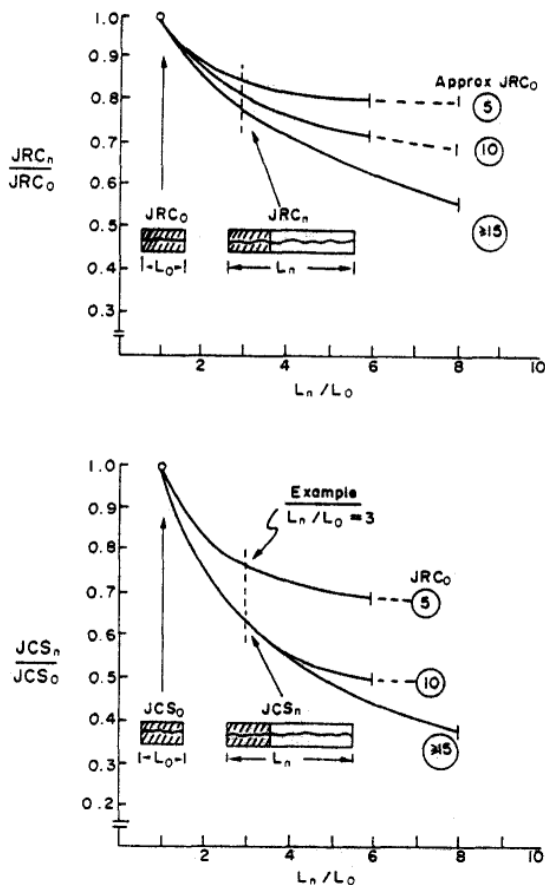 1.0
0.9
0.8
0.7
0.6
0.5
0.4
0.3
JRCn
JRC0
Approx JRC0
5
10
≥15
JRC0
L0
JRCn
Ln
2 4 6 8 10
Ln/L0
1.0
0.9
0.8
0.7
0.6
0.5
0.4
0.3
0.2
JCSn
JCS0
Example
Ln/L0 = 3
JRC0
5
10
≥15
JCS0
L0
JCSn
Ln
2 4 6 8 10
Ln/L0